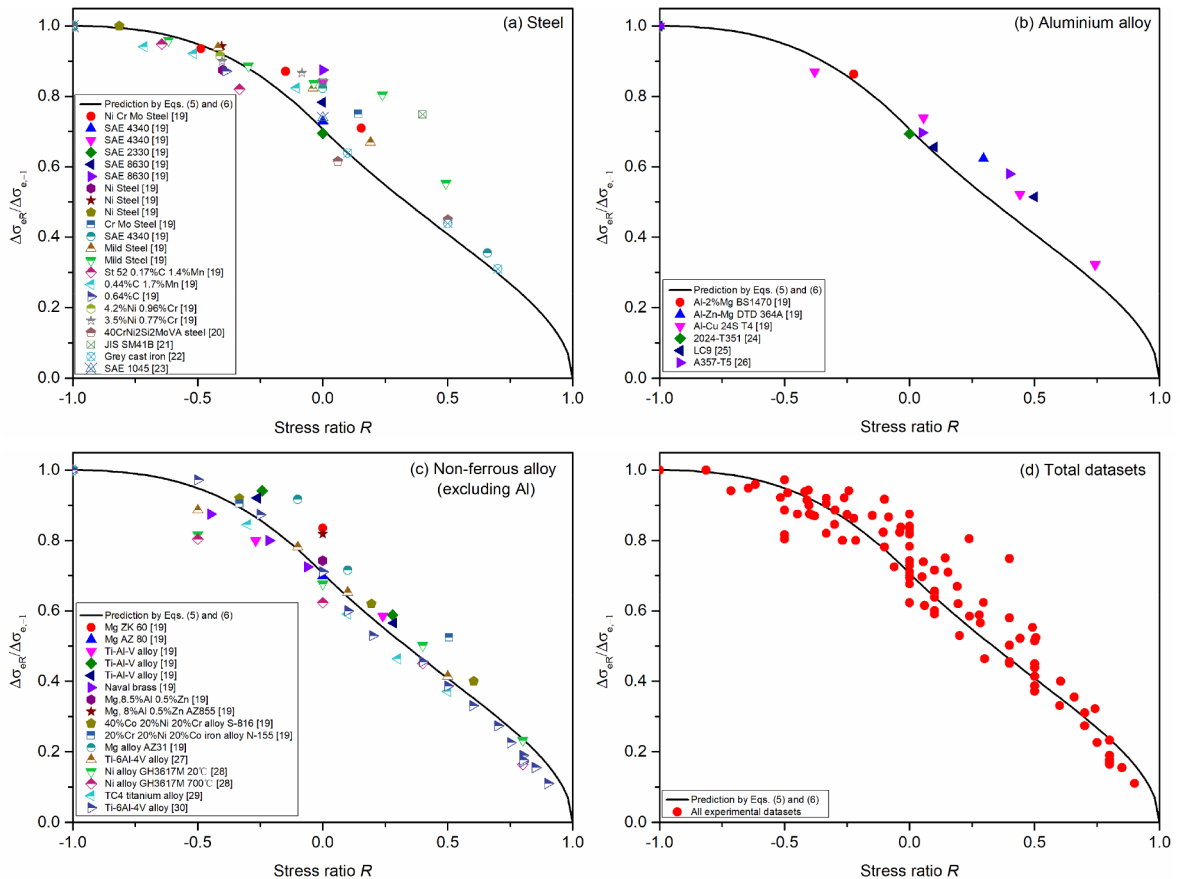 (a) Steel
ΔσeR/Δσe,-1
1.0
0.8
0.6
0.4
0.2
0.0
Prediction by Eqs. (5) and (6)
Ni Cr Mo Steel [19]
SAE 4340 [19]
SAE 4340 [19]
SAE 2330 [19]
SAE 8630 [19]
SAE 8630 [19]
Ni Steel [19]
Ni Steel [19]
Ni Steel [19]
Cr Mo Steel [19]
SAE 4340 [19]
Mild Steel [19]
Mild Steel [19]
St 52 0.17%C 1.4%Mn [19]
0.44%C 1.7%Mn [19]
0.64%C [19]
4.2%Ni 0.96%Cr [19]
3.5%Ni 0.77%Cr [19]
40CrNi2Si2MoVA steel [20]
JIS SM41B [21]
Grey cast iron [22]
SAE 1045 [23]
-1.0 -0.5 0.0 0.5 1.0
Stress ratio R
(b) Aluminium alloy
ΔσeR/Δσe,-1
1.0
0.8
0.6
0.4
0.2
0.0
Prediction by Eqs. (5) and (6)
Al-2%Mg BS1470 [19]
Al-Zn-Mg DTD 364A [19]
Al-Cu 24S T4 [19]
2024-T351 [24]
LC9 [25]
A357-T5 [26]
-1.0 -0.5 0.0 0.5 1.0
Stress ratio R
(c) Non-ferrous alloy
(excluding Al)
ΔσeR/Δσe,-1
1.0
0.8
0.6
0.4
0.2
0.0
Prediction by Eqs. (5) and (6)
Mg ZK 60 [19]
Mg AZ 80 [19]
Ti-Al-V alloy [19]
Ti-Al-V alloy [19]
Ti-Al-V alloy [19]
Naval brass [19]
Mg,8.5%Al 0.5%Zn [19]
Mg, 8%Al 0.5%Zn AZ855 [19]
40%Co 20%Ni 20%Cr alloy S-816 [19]
20%Cr 20%Ni 20%Co iron alloy N-155 [19]
Mg alloy AZ31 [19]
Ti-6Al-4V alloy [27]
Ni alloy GH3617M 20℃ [28]
Ni alloy GH3617M 700℃ [28]
TC4 titanium alloy [29]
Ti-6Al-4V alloy [30]
-1.0 -0.5 0.0 0.5 1.0
Stress ratio R
(d) Total datasets
ΔσeR/Δσe,-1
1.0
0.8
0.6
0.4
0.2
0.0
Prediction by Eqs. (5) and (6)
All experimental datasets
-1.0 -0.5 0.0 0.5 1.0
Stress ratio R